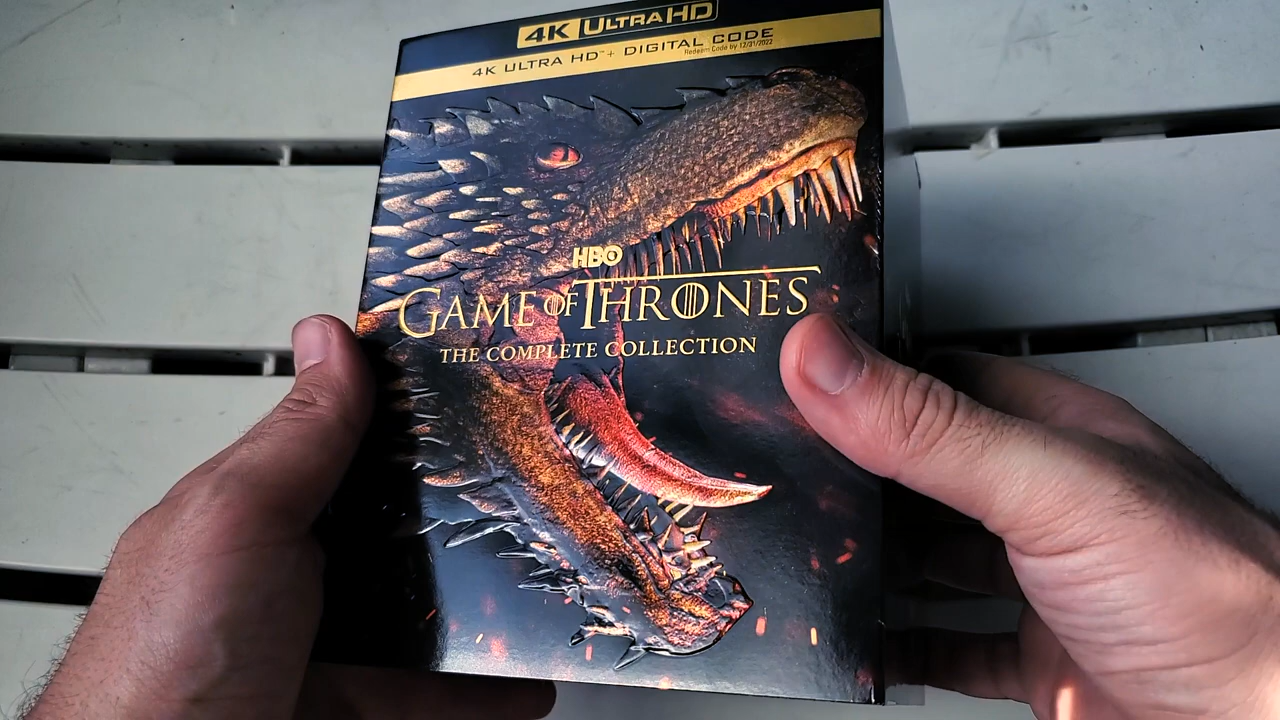 4K ULTRA HD
4K ULTRA HD™ + DIGITAL CODE
Redeem Code by 12/31/2022
HBO
GAME OF THRONES
THE COMPLETE COLLECTION